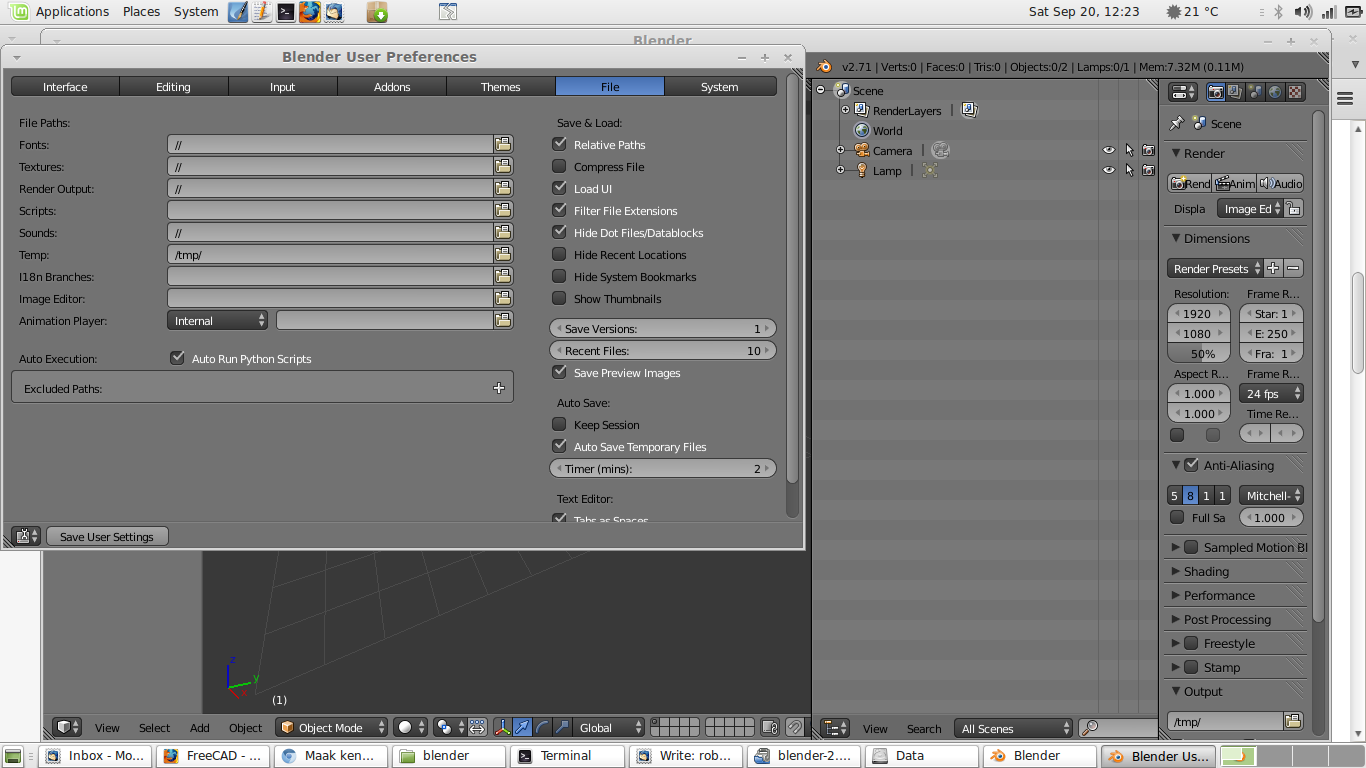 Applications Places System Sat Sep 20, 12:23 21 °C
Blender
Blender User Preferences
v2.71 | Verts:0 | Faces:0 | Tris:0 | Objects:0/2 | Lamps:0/1 | Mem:7.32M (0.11M)
Interface Editing Input Addons Themes File System
File Paths:
Fonts: //
Textures: //
Render Output: //
Scripts:
Sounds: //
Temp: /tmp/
I18n Branches:
Image Editor:
Animation Player: Internal
Auto Execution: Auto Run Python Scripts
Excluded Paths:
Save & Load:
Relative Paths
Compress File
Load UI
Filter File Extensions
Hide Dot Files/Datablocks
Hide Recent Locations
Hide System Bookmarks
Show Thumbnails
Save Versions: 1
Recent Files: 10
Save Preview Images
Auto Save:
Keep Session
Auto Save Temporary Files
Timer (mins): 2
Text Editor:
Tabs as Spaces
Save User Settings
Scene
RenderLayers |
World
Camera |
Lamp |
Scene
Render
Rend Anim Audio
Displa Image Ed
Dimensions
Render Presets
Resolution: Frame R...
1920 Star: 1
1080 E: 250
50% Fra: 1
Aspect R... Frame R...
1.000 24 fps
1.000 Time Re...
Anti-Aliasing
5 8 1 1 Mitchell-
Full Sa 1.000
Sampled Motion Bl
Shading
Performance
Post Processing
Freestyle
Stamp
Output
/tmp/
z
y
x
(1)
View Select Add Object Object Mode Global
View Search All Scenes
Inbox - Mo... FreeCAD - ... Maak ken... blender Terminal Write: rob... blender-2.... Data Blender Blender Us...